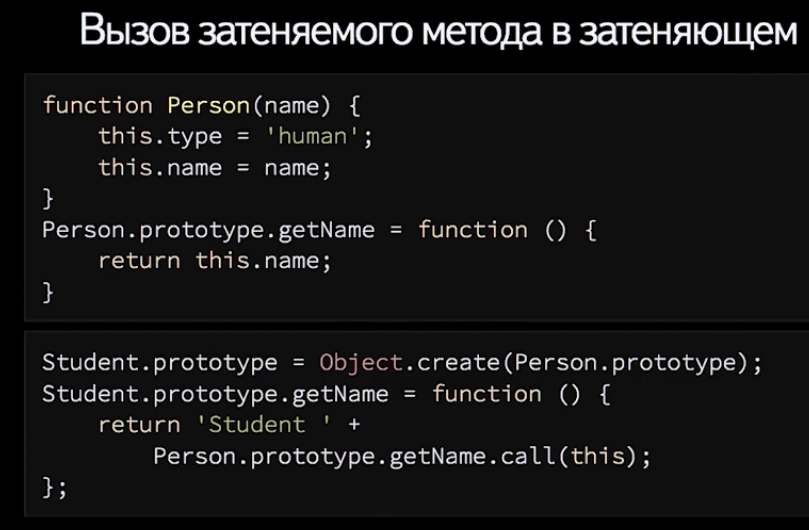 Вызов затеняемого метода в затеняющем
function Person(name) {
    this.type = 'human';
    this.name = name;
}
Person.prototype.getName = function () {
    return this.name;
}
Student.prototype = Object.create(Person.prototype);
Student.prototype.getName = function () {
    return 'Student ' +
        Person.prototype.getName.call(this);
};